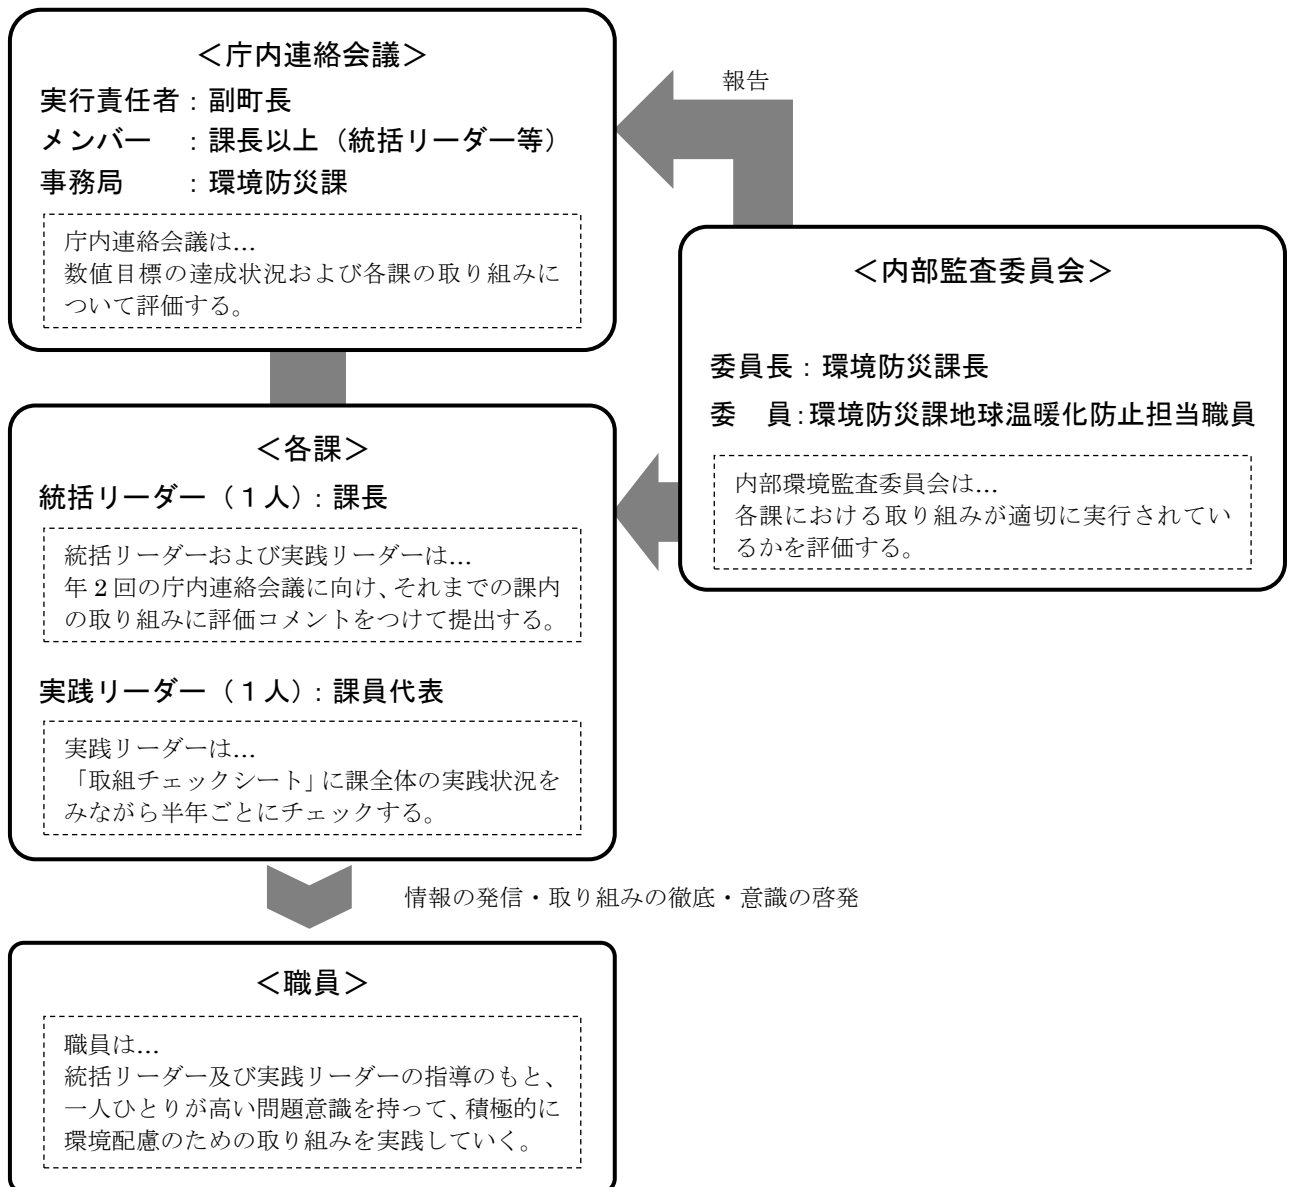 ＜庁内連絡会議＞
実行責任者：副町長
メンバー　：課長以上（統括リーダー等）
事務局　　：環境防災課
庁内連絡会議は…
数値目標の達成状況および各課の取り組みに
ついて評価する。
報告
＜内部監査委員会＞
委員長：環境防災課長
委　員：環境防災課地球温暖化防止担当職員
内部環境監査委員会は…
各課における取り組みが適切に実行されてい
るかを評価する。
＜各課＞
統括リーダー（１人）：課長
統括リーダーおよび実践リーダーは…
年２回の庁内連絡会議に向け、それまでの課内
の取り組みに評価コメントをつけて提出する。
実践リーダー（１人）：課員代表
実践リーダーは…
「取組チェックシート」に課全体の実践状況を
みながら半年ごとにチェックする。
情報の発信・取り組みの徹底・意識の啓発
＜職員＞
職員は…
統括リーダー及び実践リーダーの指導のもと、
一人ひとりが高い問題意識を持って、積極的に
環境配慮のための取り組みを実践していく。